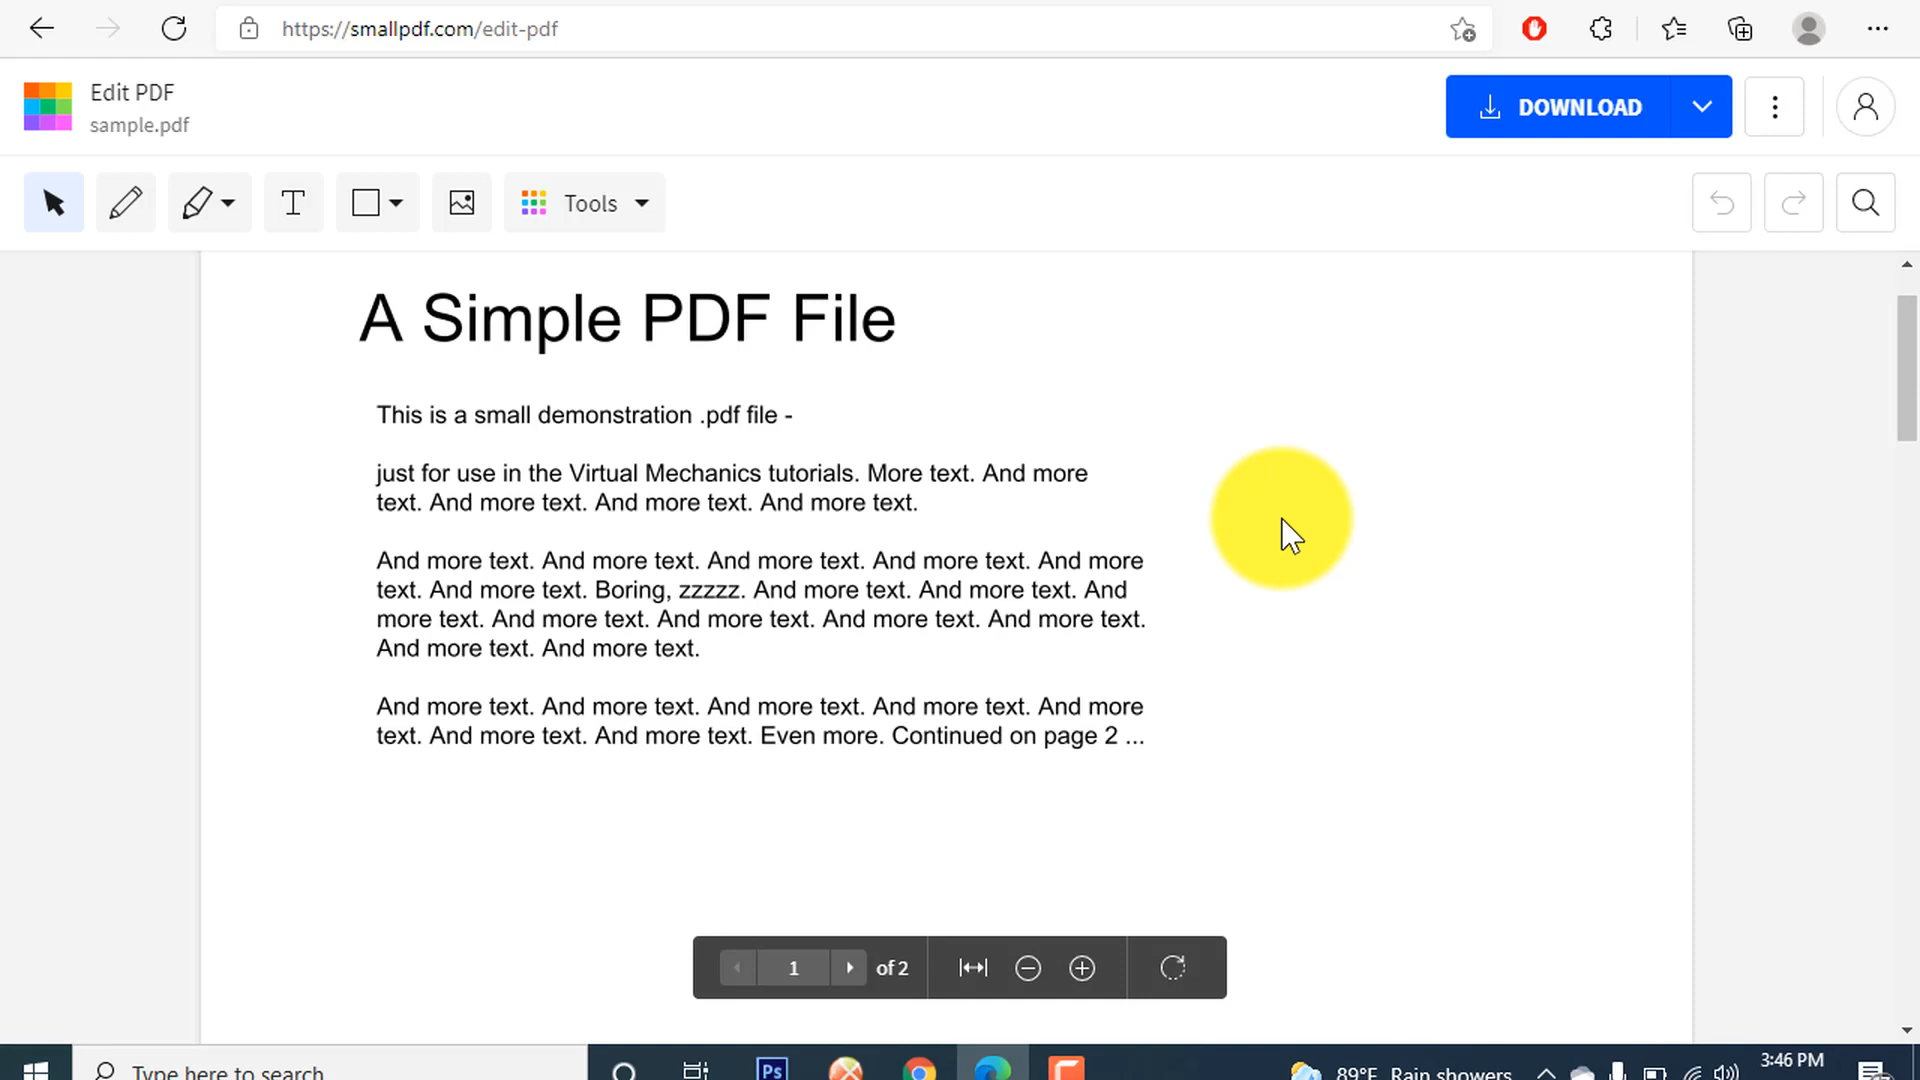 https://smallpdf.com/edit-pdf
Edit PDF
sample.pdf
DOWNLOAD
T
Tools
A Simple PDF File
This is a small demonstration .pdf file -
just for use in the Virtual Mechanics tutorials. More text. And more
text. And more text. And more text. And more text.
And more text. And more text. And more text. And more text. And more
text. And more text. Boring, zzzzz. And more text. And more text. And
more text. And more text. And more text. And more text. And more text.
And more text. And more text.
And more text. And more text. And more text. And more text. And more
text. And more text. And more text. Even more. Continued on page 2 ...
1 of 2
Type here to search
Ps
89°F Rain showers
3:46 PM